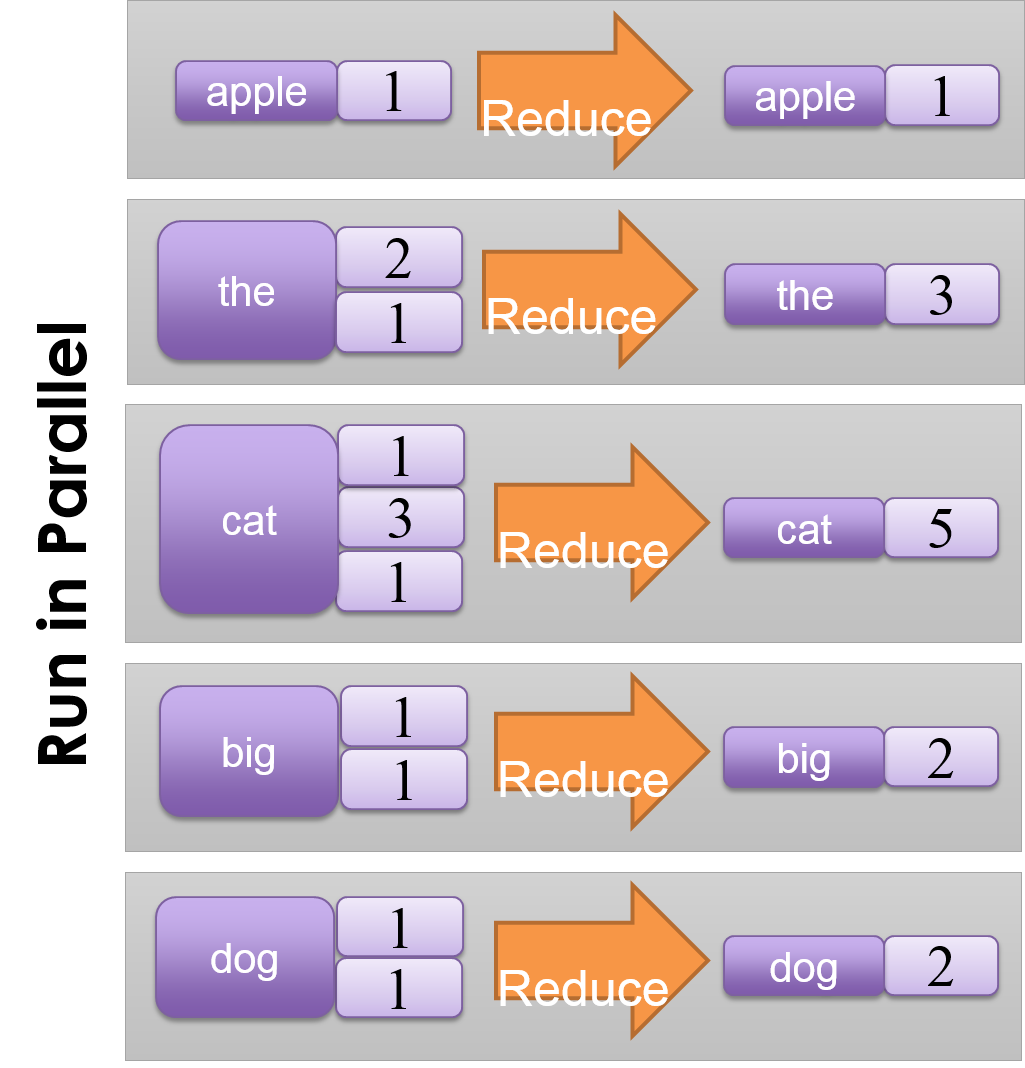 Run in Parallel
apple 1 Reduce apple 1
the 2 1 Reduce the 3
cat 1 3 1 Reduce cat 5
big 1 1 Reduce big 2
dog 1 1 Reduce dog 2